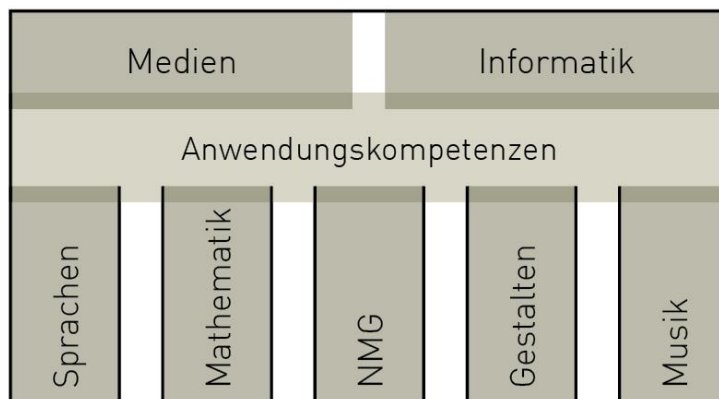 Medien
Informatik
Anwendungskompetenzen
Sprachen
Mathematik
NMG
Gestalten
Musik